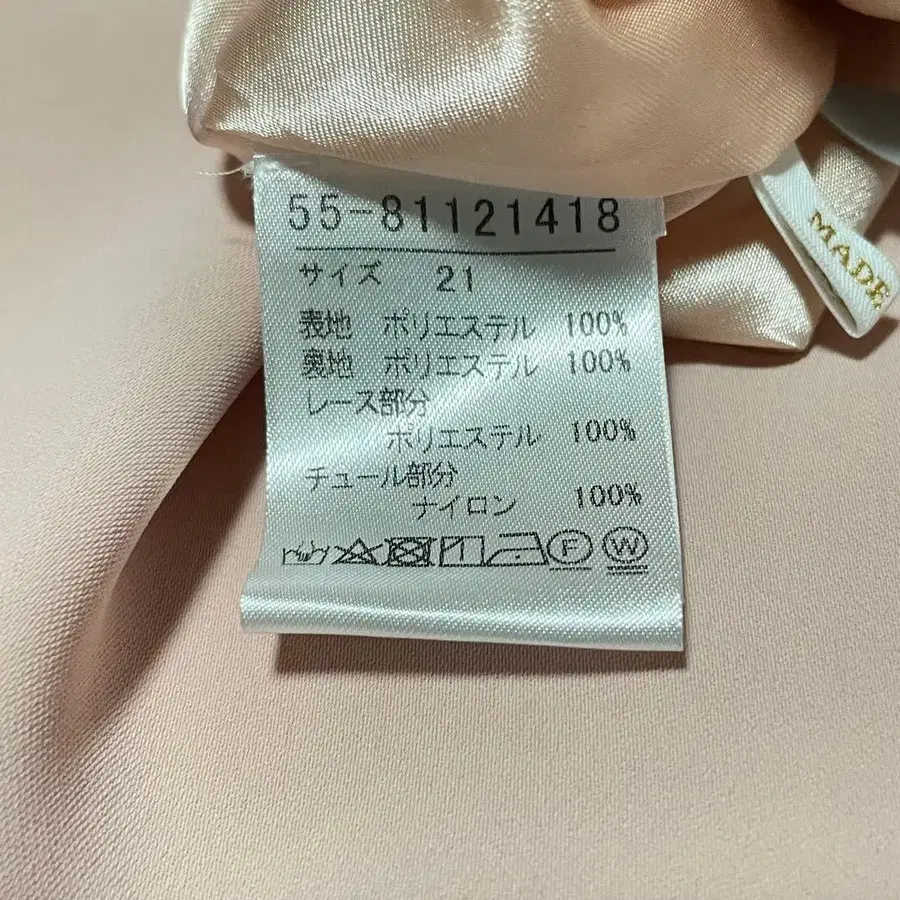 55-81121418
サイズ 21
表地 ポリエステル 100%
裏地 ポリエステル 100%
レース部分
ポリエステル 100%
チュール部分
ナイロン 100%
F W
MADE